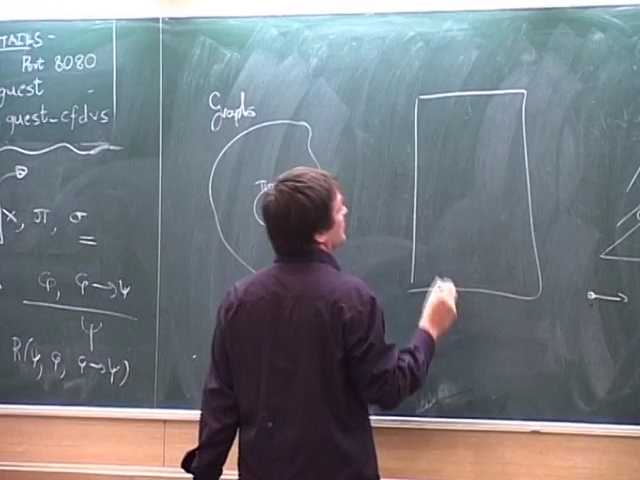 TAILS-
Port 8080
guest -
guest_cfdvs
x, π, σ
φ, φ→ψ
ψ
R(ψ, φ, φ→ψ)
Graphs